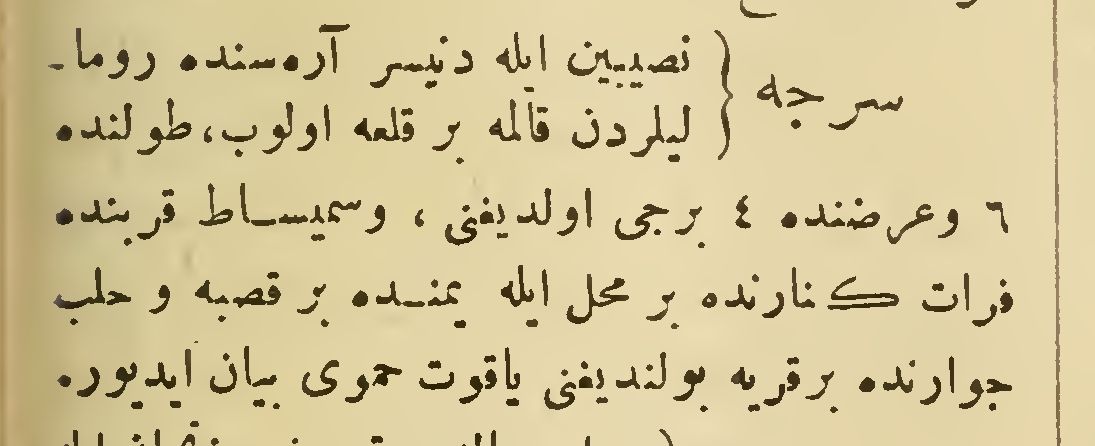 سرجه { نصيبين ايله دنيسر آره‌سنده روما-
ليلردن قالمه بر قلعه اولوب، طولنده
٦ وعرضنده ٤ برجى اولديغنى ، وسميساط قربنده
فرات كنارنده بر محل ايله يمنده بر قصبه و حلب
جوارنده برقريه بولنديغنى ياقوت حموى بيان ايديور.